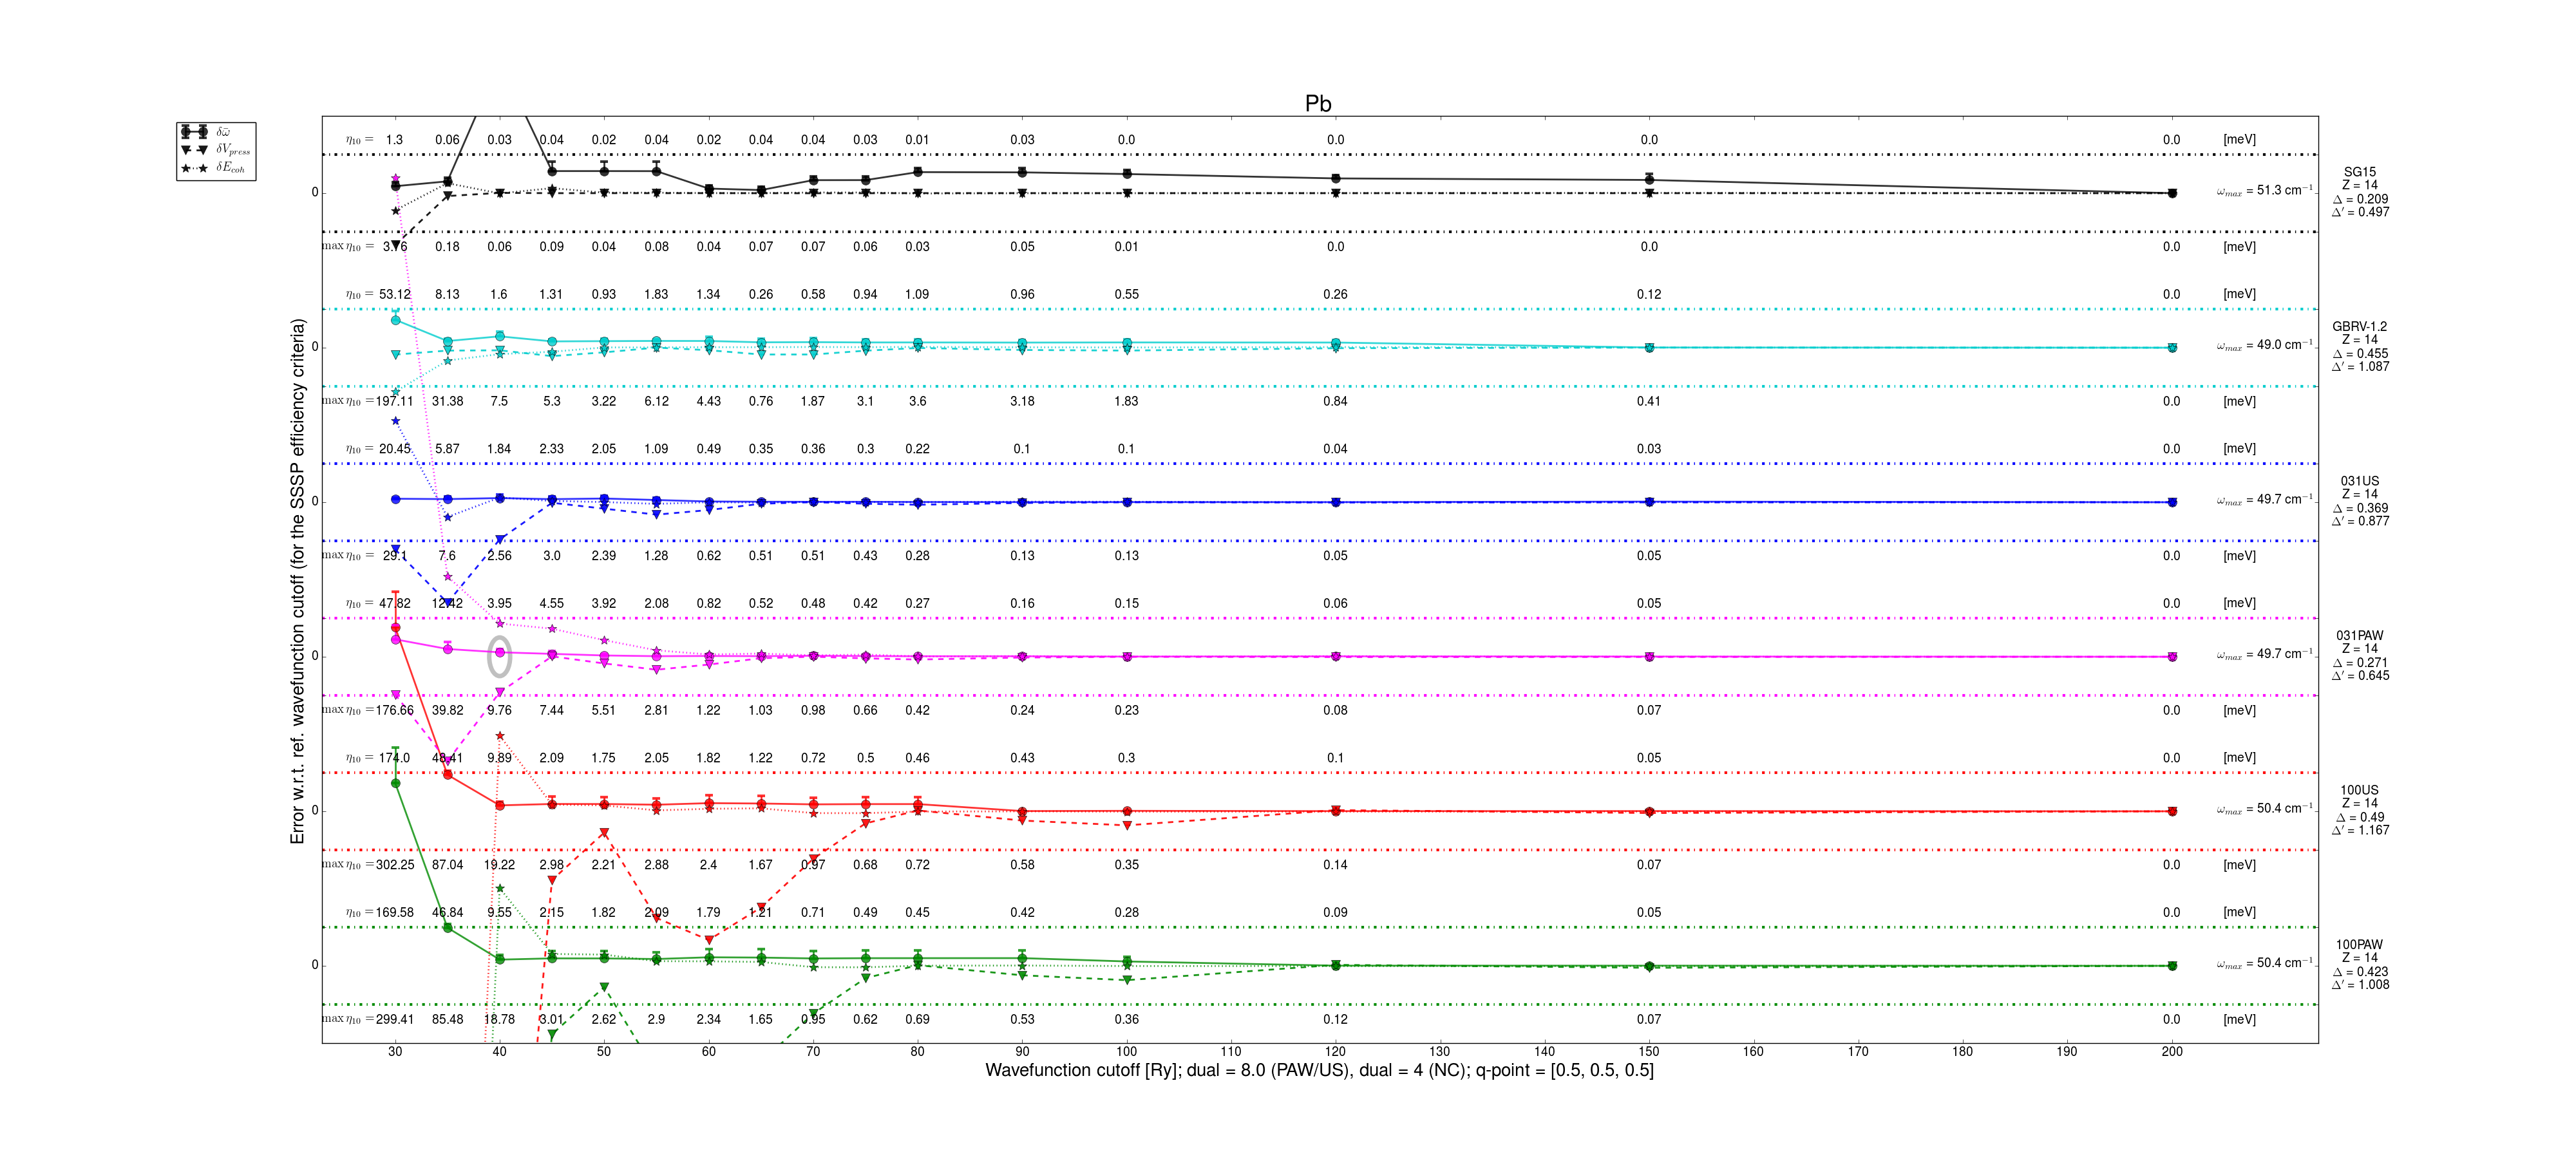 Pb
δω̄
δV_press
δE_coh
η₁₀ = 1.3 0.06 0.03 0.04 0.02 0.04 0.02 0.04 0.04 0.03 0.01 0.03 0.0 0.0 0.0 0.0 [meV]
0
ω_max = 51.3 cm⁻¹
SG15
Z = 14
Δ = 0.209
Δ′ = 0.497
max η₁₀ = 3.76 0.18 0.06 0.09 0.04 0.08 0.04 0.07 0.07 0.06 0.03 0.05 0.01 0.0 0.0 0.0 [meV]
η₁₀ = 53.12 8.13 1.6 1.31 0.93 1.83 1.34 0.26 0.58 0.94 1.09 0.96 0.55 0.26 0.12 0.0 [meV]
0
ω_max = 49.0 cm⁻¹
GBRV-1.2
Z = 14
Δ = 0.455
Δ′ = 1.087
max η₁₀ = 197.11 31.38 7.5 5.3 3.22 6.12 4.43 0.76 1.87 3.1 3.6 3.18 1.83 0.84 0.41 0.0 [meV]
η₁₀ = 20.45 5.87 1.84 2.33 2.05 1.09 0.49 0.35 0.36 0.3 0.22 0.1 0.1 0.04 0.03 0.0 [meV]
0
ω_max = 49.7 cm⁻¹
031US
Z = 14
Δ = 0.369
Δ′ = 0.877
max η₁₀ = 29.1 7.6 2.56 3.0 2.39 1.28 0.62 0.51 0.51 0.43 0.28 0.13 0.13 0.05 0.05 0.0 [meV]
η₁₀ = 47.82 12.42 3.95 4.55 3.92 2.08 0.82 0.52 0.48 0.42 0.27 0.16 0.15 0.06 0.05 0.0 [meV]
0
ω_max = 49.7 cm⁻¹
031PAW
Z = 14
Δ = 0.271
Δ′ = 0.645
max η₁₀ = 176.66 39.82 9.76 7.44 5.51 2.81 1.22 1.03 0.98 0.66 0.42 0.24 0.23 0.08 0.07 0.0 [meV]
η₁₀ = 174.0 48.41 9.89 2.09 1.75 2.05 1.82 1.22 0.72 0.5 0.46 0.43 0.3 0.1 0.05 0.0 [meV]
0
ω_max = 50.4 cm⁻¹
100US
Z = 14
Δ = 0.49
Δ′ = 1.167
max η₁₀ = 302.25 87.04 19.22 2.98 2.21 2.88 2.4 1.67 0.97 0.68 0.72 0.58 0.35 0.14 0.07 0.0 [meV]
η₁₀ = 169.58 46.84 9.55 2.15 1.82 2.09 1.79 1.21 0.71 0.49 0.45 0.42 0.28 0.09 0.05 0.0 [meV]
0
ω_max = 50.4 cm⁻¹
100PAW
Z = 14
Δ = 0.423
Δ′ = 1.008
max η₁₀ = 299.41 85.48 18.78 3.01 2.62 2.9 2.34 1.65 0.95 0.62 0.69 0.53 0.36 0.12 0.07 0.0 [meV]
30 40 50 60 70 80 90 100 110 120 130 140 150 160 170 180 190 200
Wavefunction cutoff [Ry]; dual = 8.0 (PAW/US), dual = 4 (NC); q-point = [0.5, 0.5, 0.5]
Error w.r.t. ref. wavefunction cutoff (for the SSSP efficiency criteria)